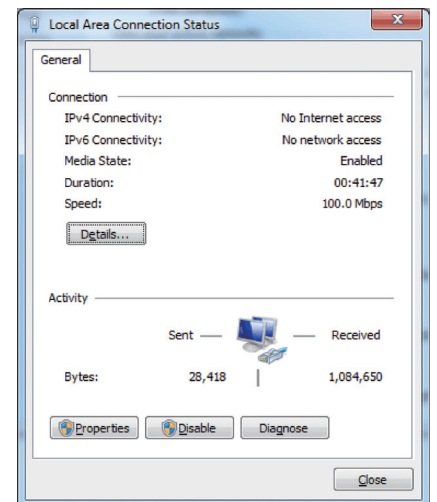 Local Area Connection Status
General
Connection
IPv4 Connectivity: No Internet access
IPv6 Connectivity: No network access
Media State: Enabled
Duration: 00:41:47
Speed: 100.0 Mbps
Details...
Activity
Sent Received
Bytes: 28,418 1,084,650
Properties Disable Diagnose
Close